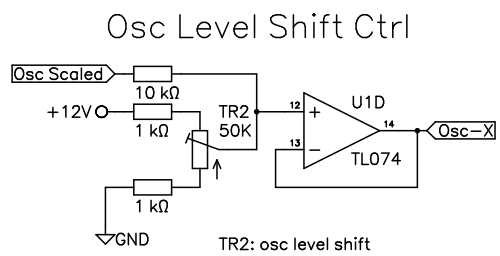 Osc Level Shift Ctrl
Osc Scaled
10 kΩ
+12V
1 kΩ
TR2
50K
12
+
U1D
14
Osc-X
13
−
TL074
1 kΩ
GND
TR2: osc level shift